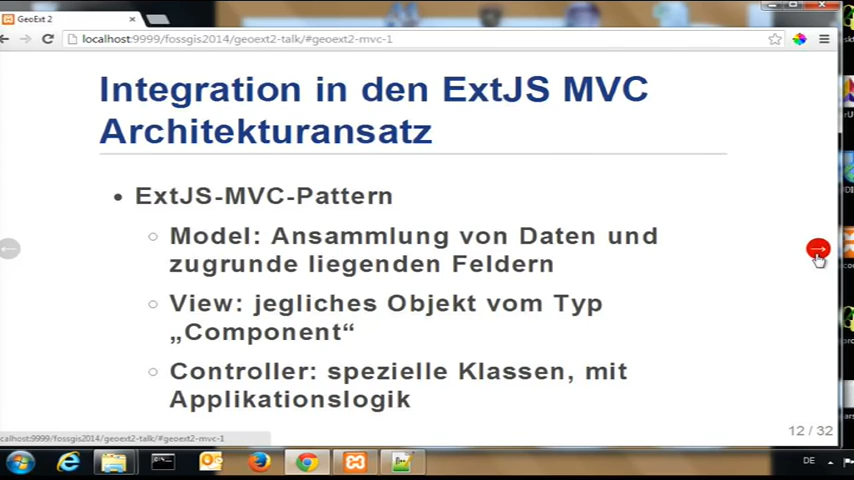 GeoExt 2
localhost:9999/fossgis2014/geoext2-talk/#geoext2-mvc-1
Integration in den ExtJS MVC
Architekturansatz
• ExtJS-MVC-Pattern
○ Model: Ansammlung von Daten und
zugrunde liegenden Feldern
○ View: jegliches Objekt vom Typ
„Component“
○ Controller: spezielle Klassen, mit
Applikationslogik
12 / 32
ocalhost:9999/fossgis2014/geoext2-talk/#geoext2-mvc-1
DE